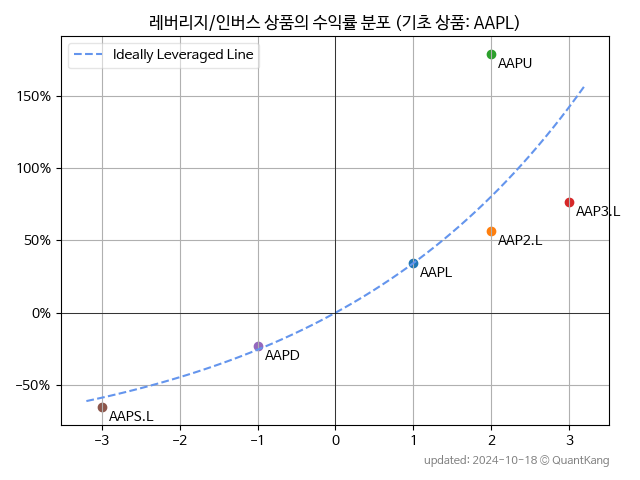 레버리지/인버스 상품의 수익률 분포 (기초 상품: AAPL)
Ideally Leveraged Line
AAPU
150%
100%
AAP3.L
50%
AAP2.L
AAPL
0%
AAPD
−50%
AAPS.L
−3 −2 −1 0 1 2 3
updated: 2024-10-18 © QuantKang